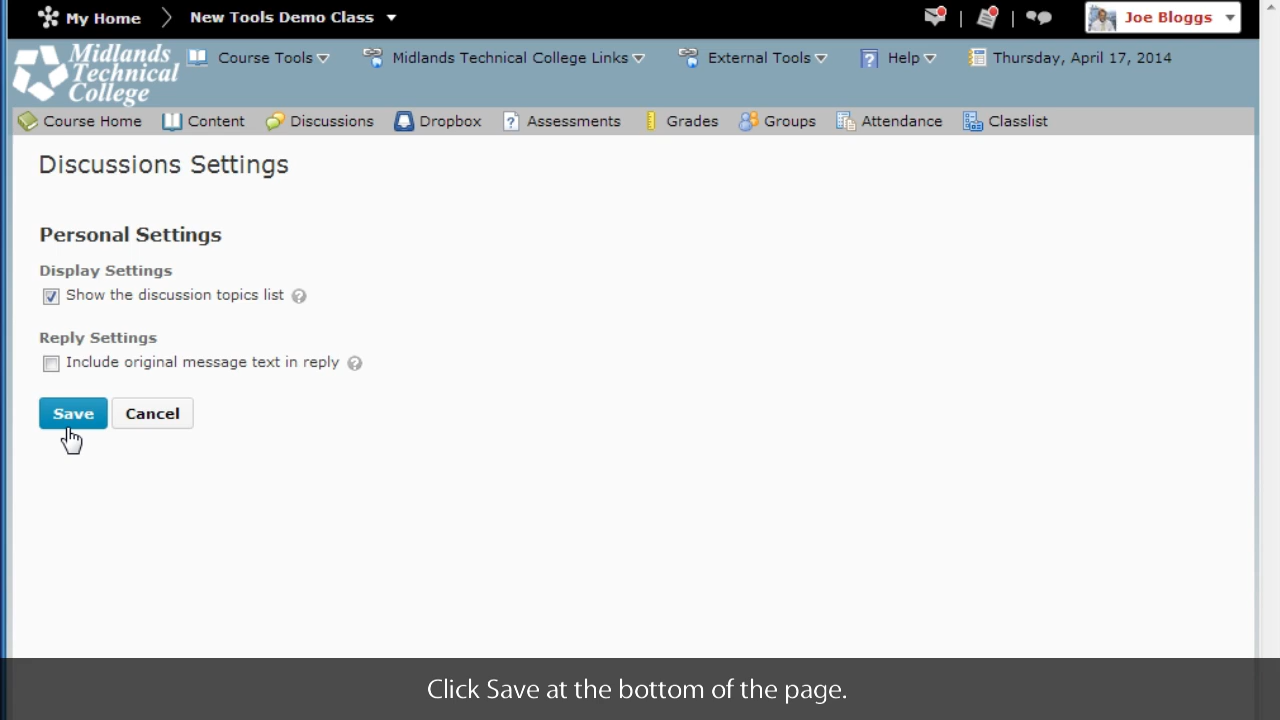 My Home New Tools Demo Class Joe Bloggs
Midlands Technical College
Course Tools Midlands Technical College Links External Tools Help Thursday, April 17, 2014
Course Home Content Discussions Dropbox Assessments Grades Groups Attendance Classlist
Discussions Settings
Personal Settings
Display Settings
Show the discussion topics list
Reply Settings
Include original message text in reply
Save Cancel
Click Save at the bottom of the page.